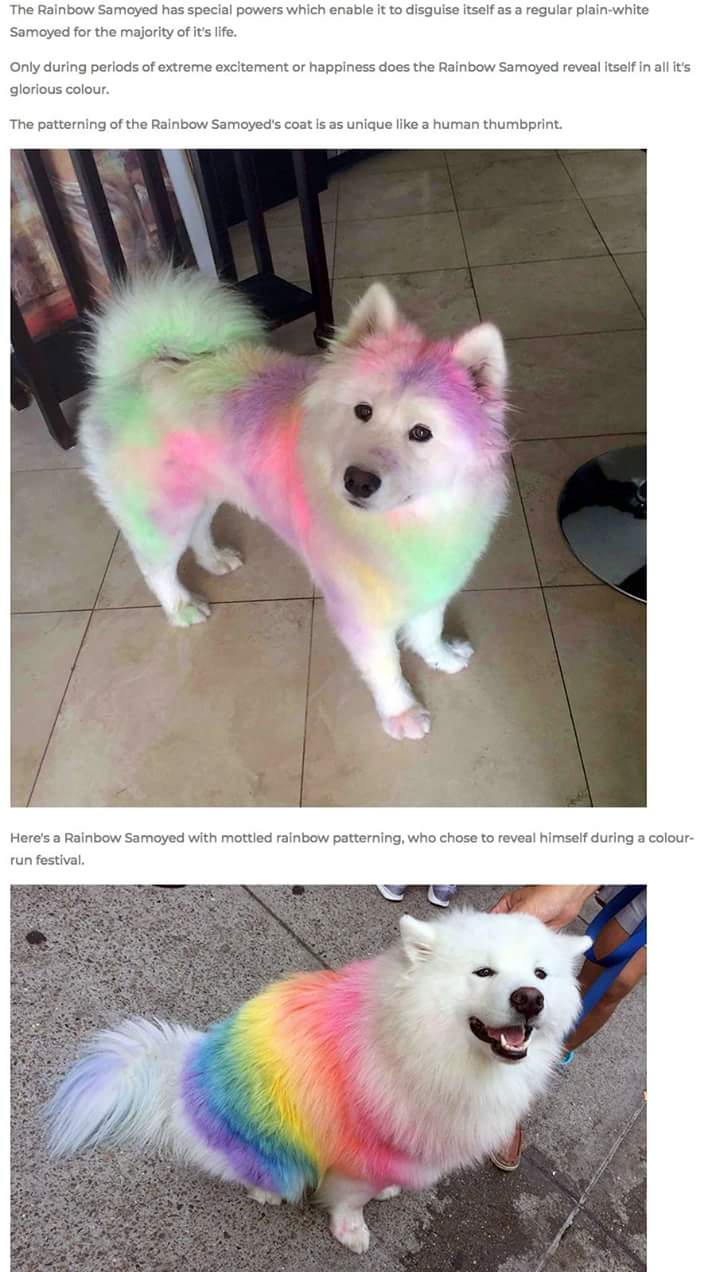 The Rainbow Samoyed has special powers which enable it to disguise itself as a regular plain-white
Samoyed for the majority of it's life.
Only during periods of extreme excitement or happiness does the Rainbow Samoyed reveal itself in all it's
glorious colour.
The patterning of the Rainbow Samoyed's coat is as unique like a human thumbprint.
Here's a Rainbow Samoyed with mottled rainbow patterning, who chose to reveal himself during a colour-
run festival.